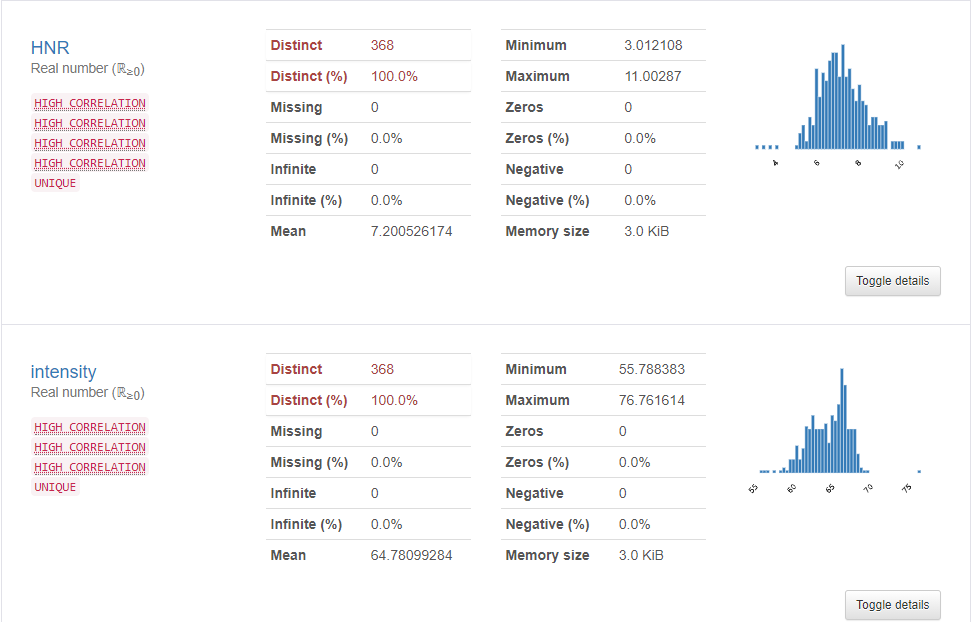 HNR
Real number (ℝ≥0)
HIGH CORRELATION
HIGH CORRELATION
HIGH CORRELATION
HIGH CORRELATION
UNIQUE
Distinct 368
Distinct (%) 100.0%
Missing 0
Missing (%) 0.0%
Infinite 0
Infinite (%) 0.0%
Mean 7.200526174
Minimum 3.012108
Maximum 11.00287
Zeros 0
Zeros (%) 0.0%
Negative 0
Negative (%) 0.0%
Memory size 3.0 KiB
4 6 8 10
Toggle details
intensity
Real number (ℝ≥0)
HIGH CORRELATION
HIGH CORRELATION
HIGH CORRELATION
UNIQUE
Distinct 368
Distinct (%) 100.0%
Missing 0
Missing (%) 0.0%
Infinite 0
Infinite (%) 0.0%
Mean 64.78099284
Minimum 55.788383
Maximum 76.761614
Zeros 0
Zeros (%) 0.0%
Negative 0
Negative (%) 0.0%
Memory size 3.0 KiB
55 60 65 70 75
Toggle details